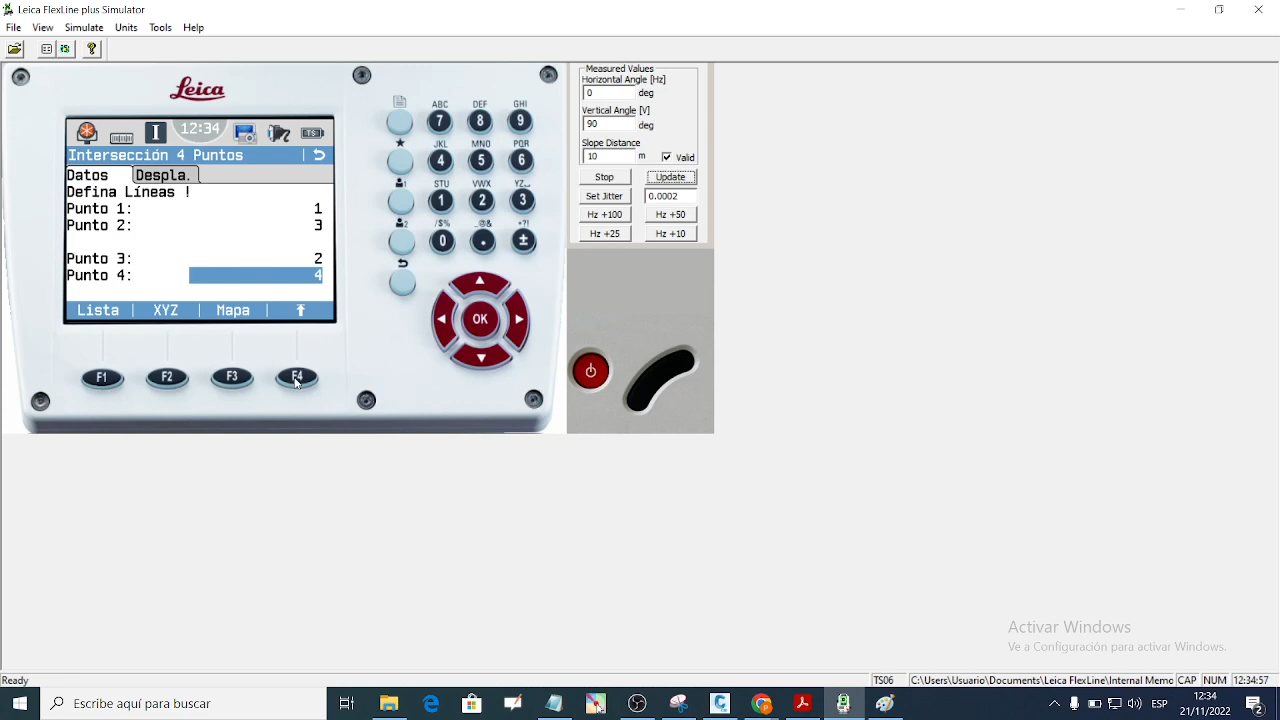 Leica FlexLine plus Simulator
File View Simulate Units Tools Help
Leica
12:34
TS
Intersección 4 Puntos
Datos Despla.
Defina Líneas !
Punto 1: 1
Punto 2: 3
Punto 3: 2
Punto 4: 4
Lista XYZ Mapa
F1 F2 F3 F4
ABC DEF GHI
7 8 9
JKL MNO PQR
4 5 6
STU VWX YZ
1 2 3
/$% _@& *?!
0 . ±
OK
Measured Values
Horizontal Angle [Hz]
0 deg
Vertical Angle [V]
90 deg
Slope Distance
10 m Valid
Stop Update
Set Jitter 0.0002
Hz +100 Hz +50
Hz +25 Hz +10
Activar Windows
Ve a Configuración para activar Windows.
Ready TS06 C:\Users\Usuario\Documents\Leica FlexLine\Internal Memo CAP NUM 12:34:57
Escribe aquí para buscar
ESP
12:34
21/11/2022
2